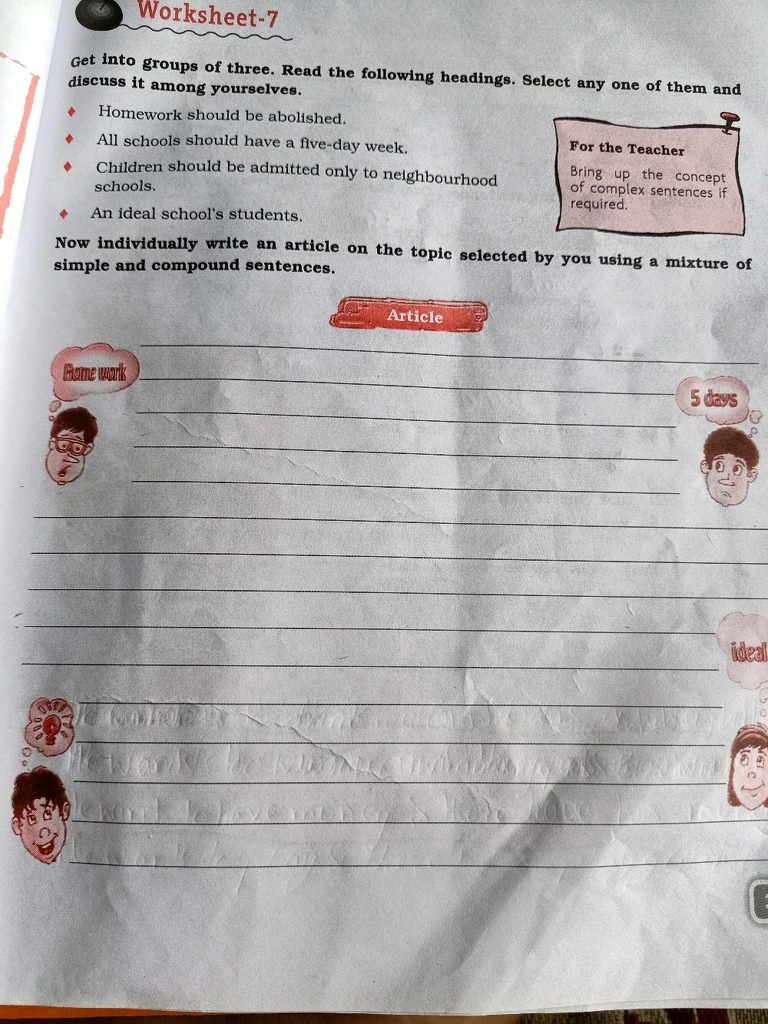 Worksheet-7
Get into groups of three. Read the following headings. Select any one of them and
discuss it among yourselves.
♦ Homework should be abolished.
♦ All schools should have a five-day week.
♦ Children should be admitted only to neighbourhood
schools.
♦ An ideal school's students.
For the Teacher
Bring up the concept
of complex sentences if
required.
Now individually write an article on the topic selected by you using a mixture of
simple and compound sentences.
Article
Home work
5 days
ideal